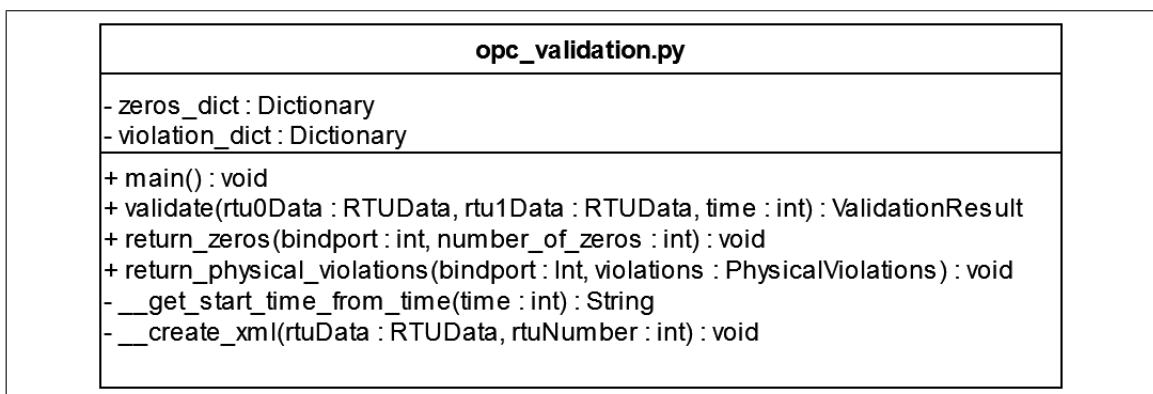 opc_validation.py
- zeros_dict : Dictionary
- violation_dict : Dictionary
+ main() : void
+ validate(rtu0Data : RTUData, rtu1Data : RTUData, time : int) : ValidationResult
+ return_zeros(bindport : int, number_of_zeros : int) : void
+ return_physical_violations(bindport : Int, violations : PhysicalViolations) : void
- __get_start_time_from_time(time : int) : String
- __create_xml(rtuData : RTUData, rtuNumber : int) : void